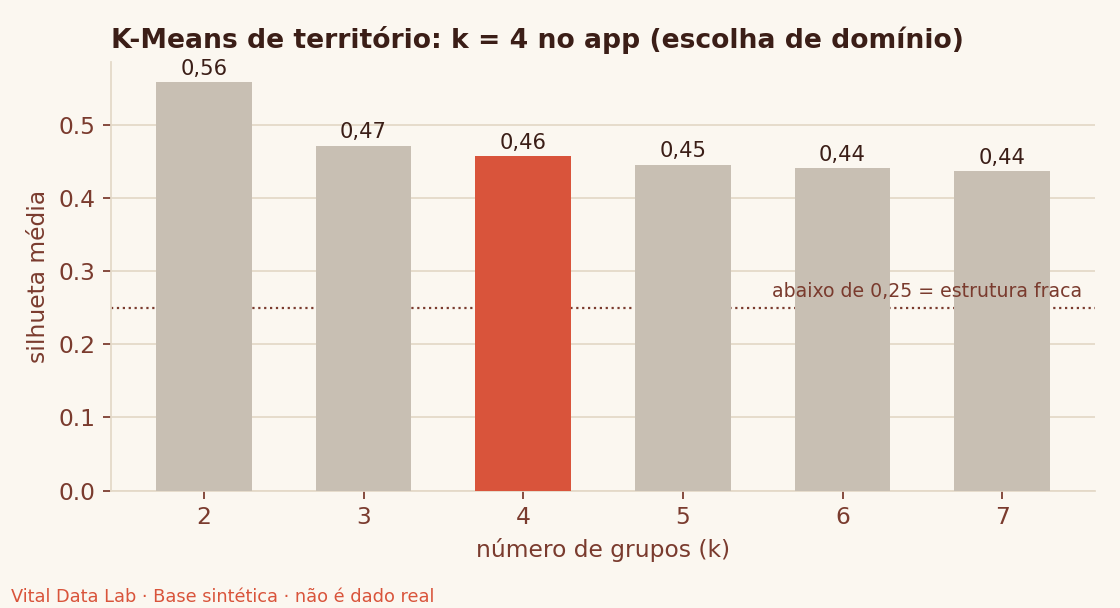 K-Means de território: k = 4 no app (escolha de domínio)
0,56
0,47
0,46
0,45
0,44
0,44
0.5
0.4
0.3
0.2
0.1
0.0
silhueta média
abaixo de 0,25 = estrutura fraca
2 3 4 5 6 7
número de grupos (k)
Vital Data Lab · Base sintética · não é dado real